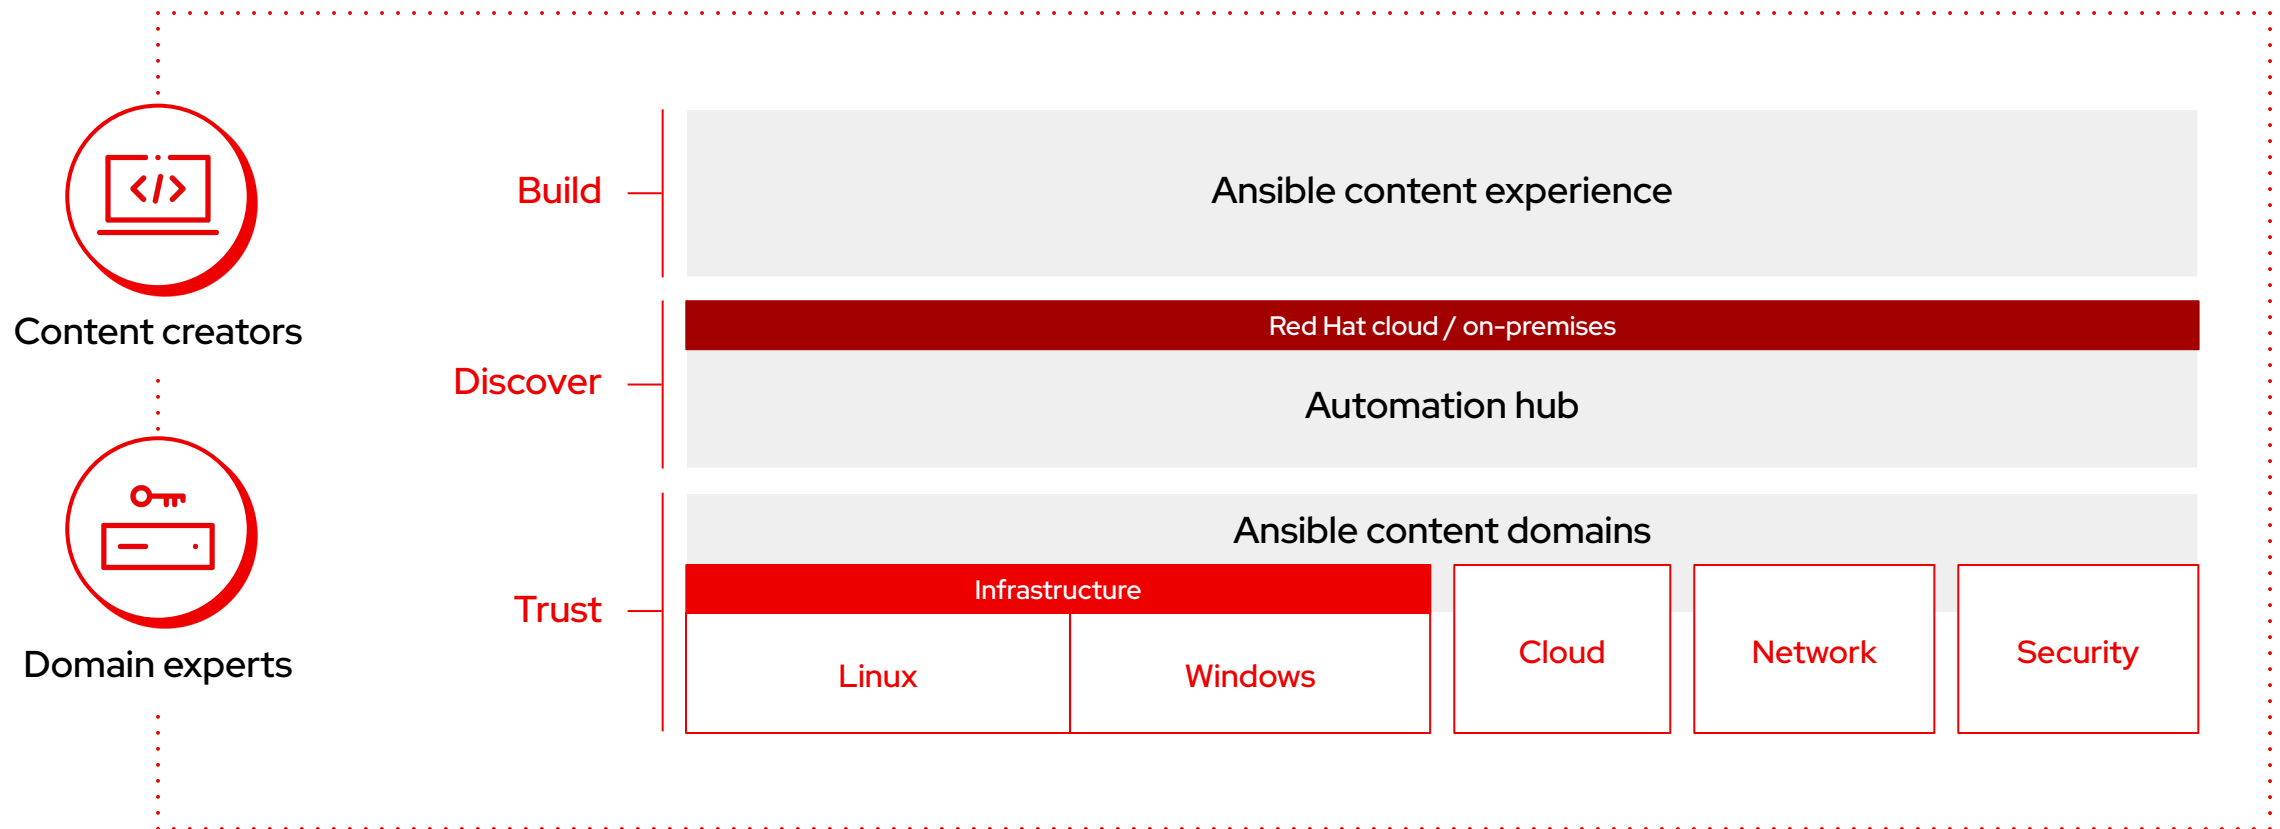 Content creators
Domain experts
Build
Ansible content experience
Discover
Red Hat cloud / on-premises
Automation hub
Trust
Ansible content domains
Infrastructure
Linux
Windows
Cloud
Network
Security